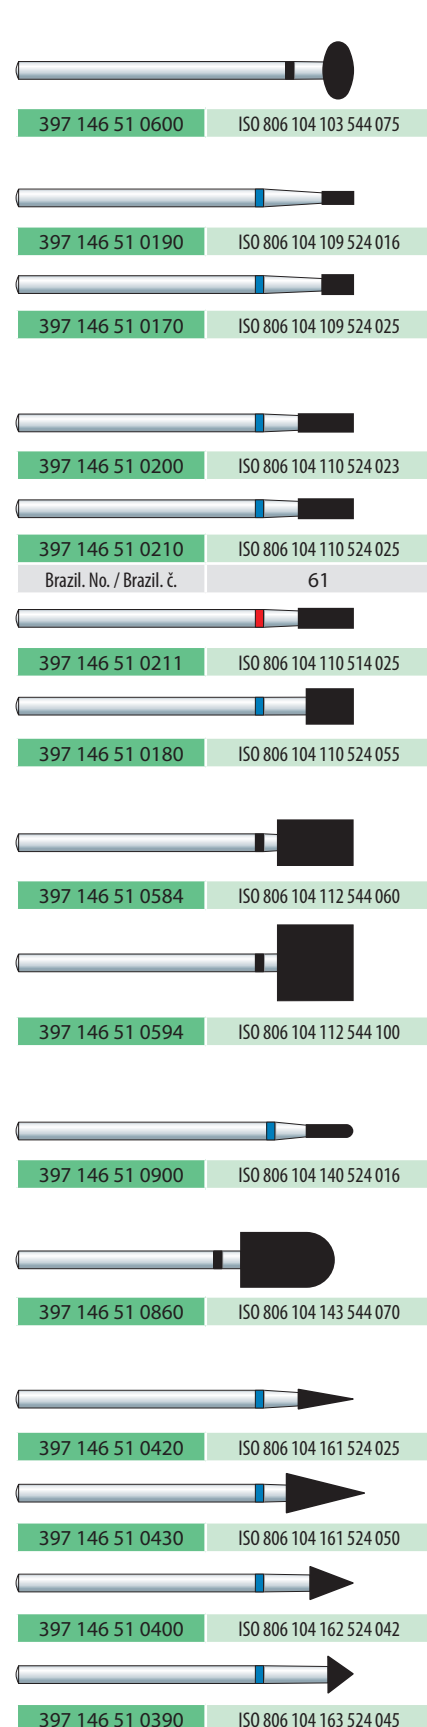 397 146 51 0600 ISO 806 104 103 544 075
397 146 51 0190 ISO 806 104 109 524 016
397 146 51 0170 ISO 806 104 109 524 025
397 146 51 0200 ISO 806 104 110 524 023
397 146 51 0210 ISO 806 104 110 524 025
Brazil. No. / Brazil. č. 61
397 146 51 0211 ISO 806 104 110 514 025
397 146 51 0180 ISO 806 104 110 524 055
397 146 51 0584 ISO 806 104 112 544 060
397 146 51 0594 ISO 806 104 112 544 100
397 146 51 0900 ISO 806 104 140 524 016
397 146 51 0860 ISO 806 104 143 544 070
397 146 51 0420 ISO 806 104 161 524 025
397 146 51 0430 ISO 806 104 161 524 050
397 146 51 0400 ISO 806 104 162 524 042
397 146 51 0390 ISO 806 104 163 524 045